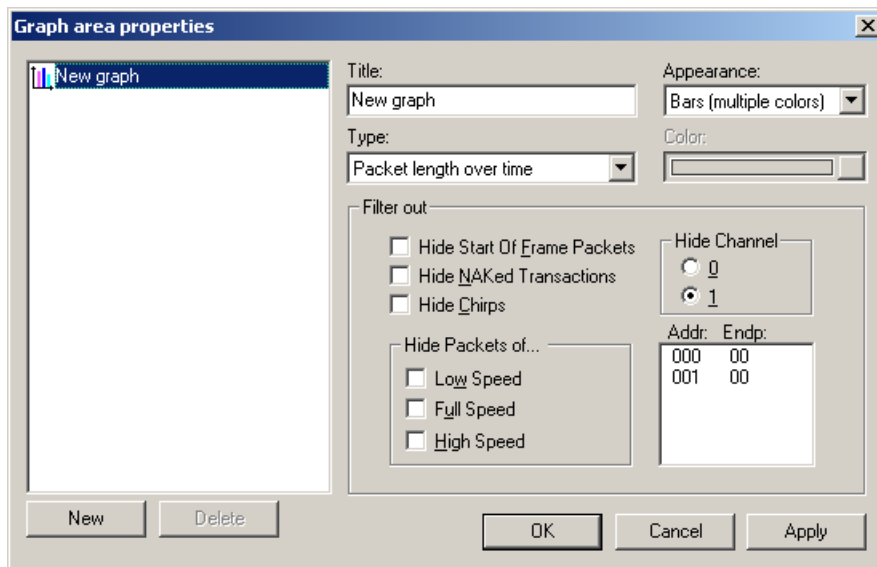 Graph area properties
New graph
Title:
New graph
Appearance:
Bars (multiple colors)
Type:
Packet length over time
Color:
Filter out
Hide Start Of Frame Packets
Hide NAKed Transactions
Hide Chirps
Hide Channel
0
1
Hide Packets of...
Low Speed
Full Speed
High Speed
Addr: Endp:
000 00
001 00
New
Delete
OK
Cancel
Apply